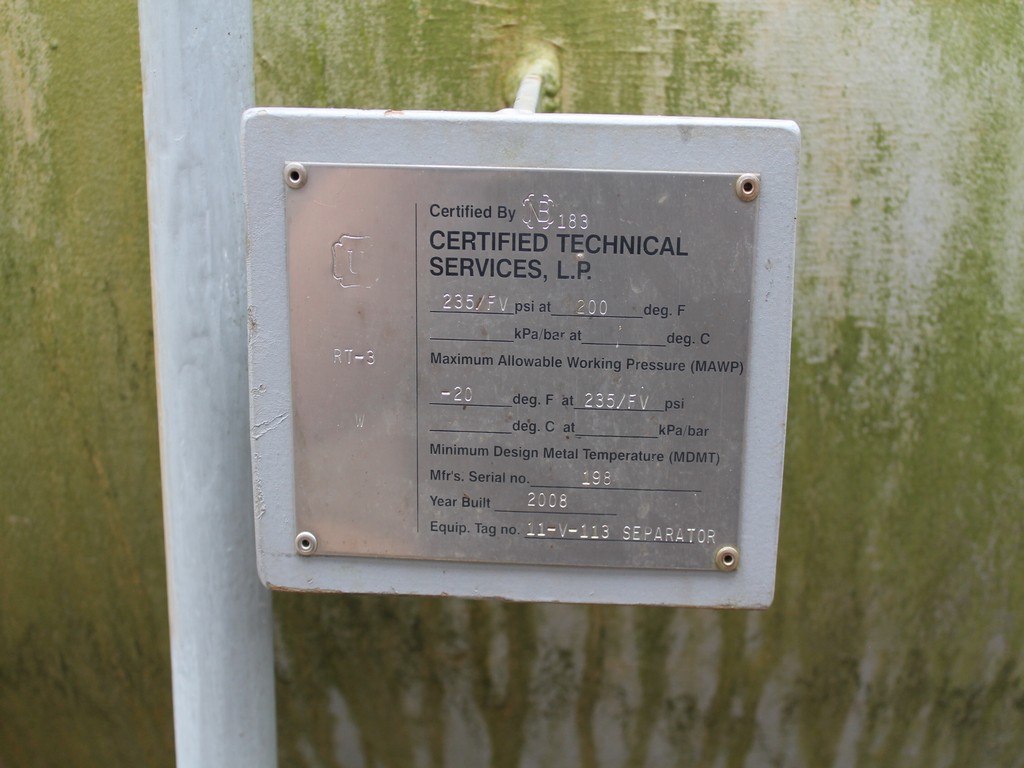 Certified By NB 183
CERTIFIED TECHNICAL
SERVICES, L.P.
U
235/FV psi at 200 deg. F
kPa/bar at deg. C
RT-3
Maximum Allowable Working Pressure (MAWP)
-20 deg. F at 235/FV psi
W
deg. C at kPa/bar
Minimum Design Metal Temperature (MDMT)
Mfr's. Serial no. 198
Year Built 2008
Equip. Tag no. 11-V-113 SEPARATOR